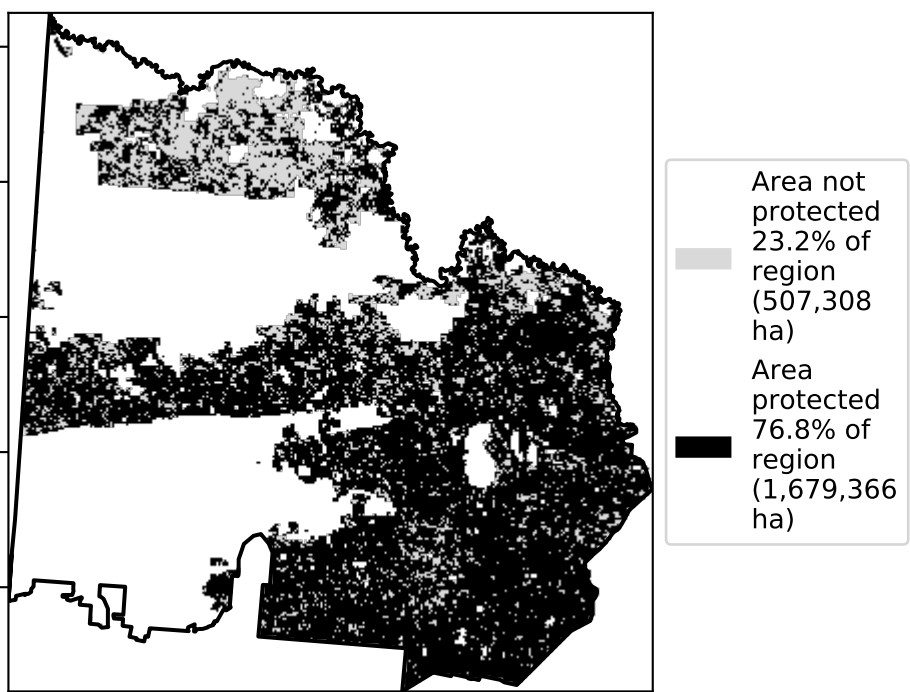 Area not
protected
23.2% of
region
(507,308
ha)
Area
protected
76.8% of
region
(1,679,366
ha)